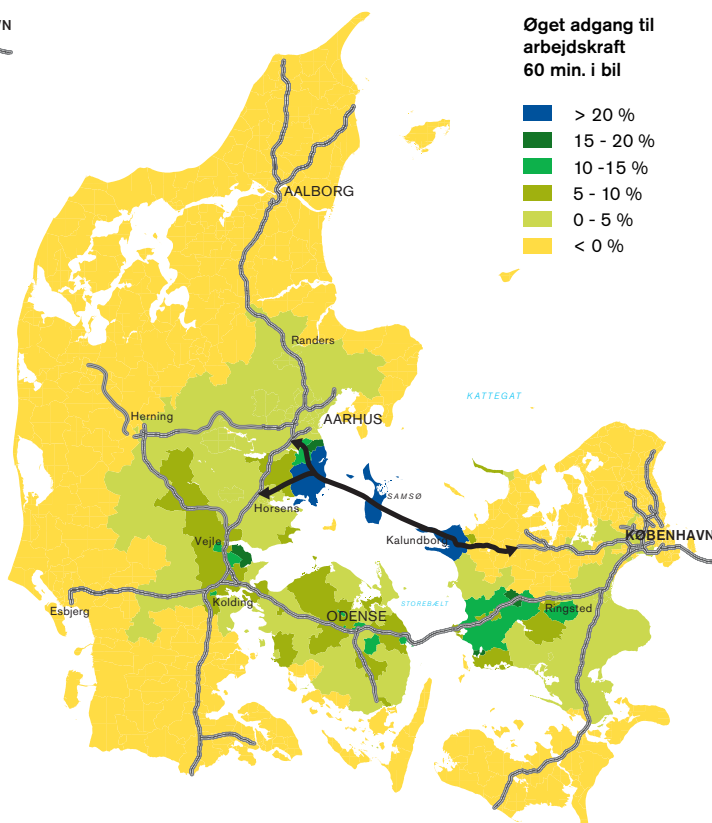 VN
Øget adgang til
arbejdskraft
60 min. i bil
> 20 %
15 - 20 %
10 -15 %
5 - 10 %
0 - 5 %
< 0 %
AALBORG
Randers
KATTEGAT
Herning
AARHUS
SAMSØ
Horsens
KØBENHAVN
Vejle
Kalundborg
Kolding
STOREBÆLT
Esbjerg
ODENSE
Ringsted